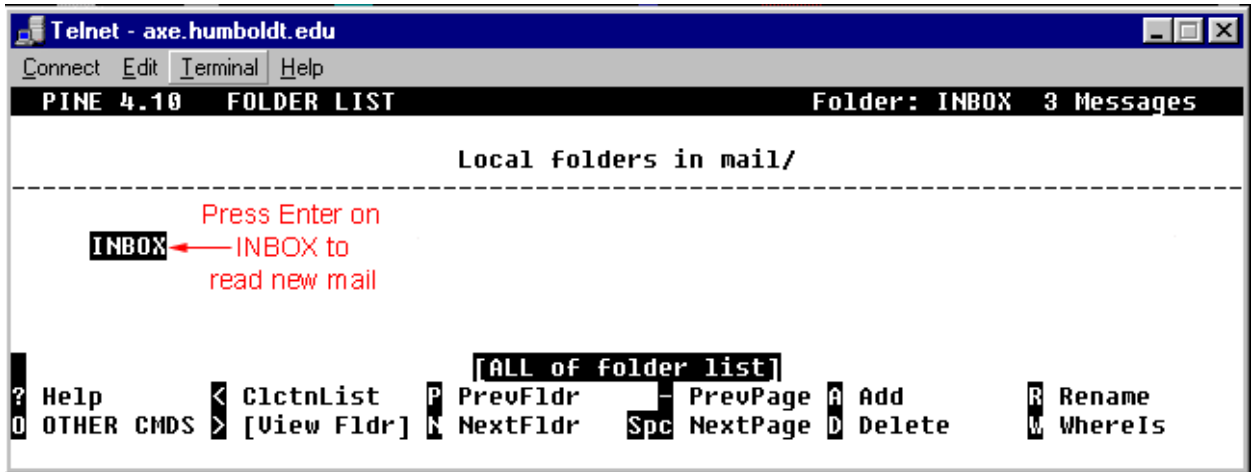 Telnet - axe.humboldt.edu
Connect Edit Terminal Help
PINE 4.10 FOLDER LIST Folder: INBOX 3 Messages
Local folders in mail/
Press Enter on
INBOX INBOX to
read new mail
[ALL of folder list]
? Help < ClctnList P PrevFldr - PrevPage A Add R Rename
O OTHER CMDS > [View Fldr] N NextFldr Spc NextPage D Delete W WhereIs